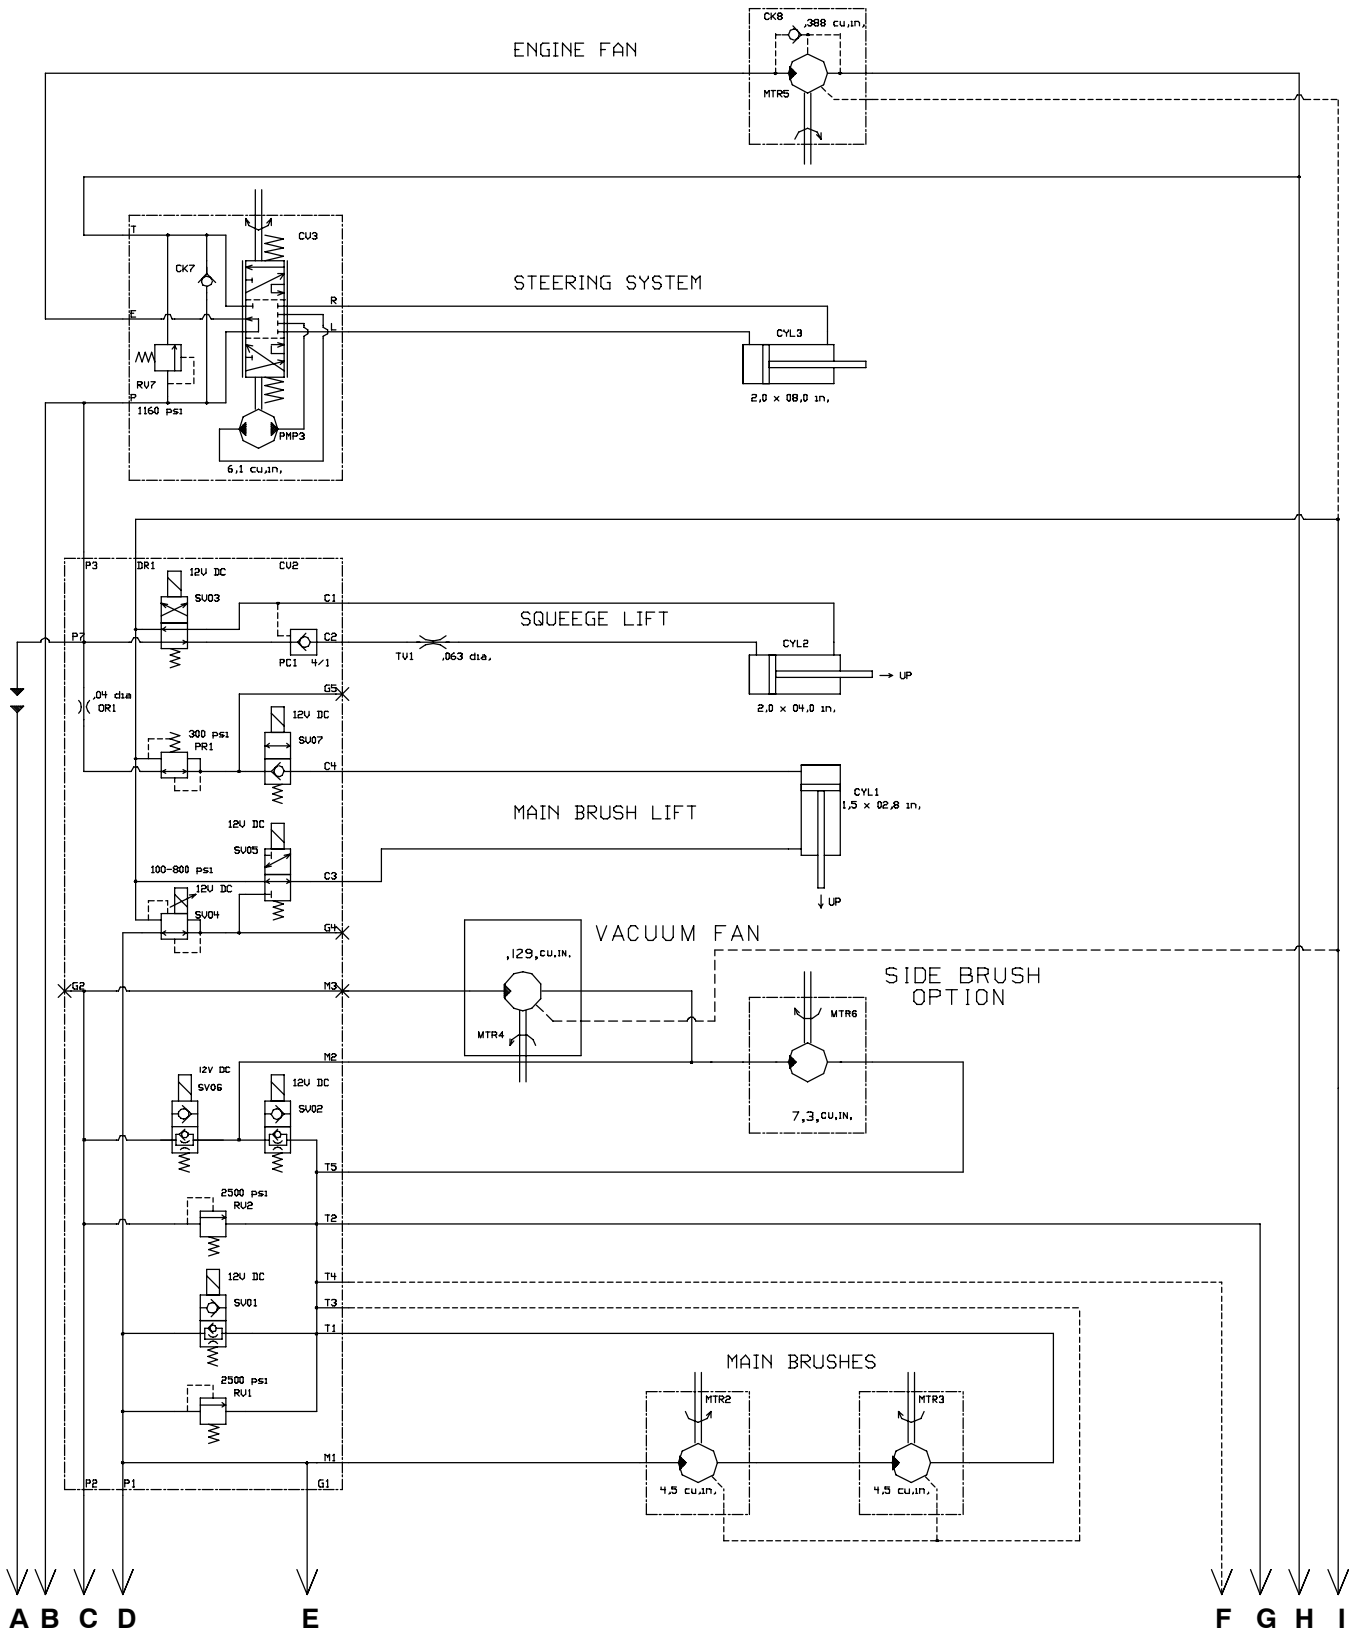 CK8
,388 cu,in,
ENGINE FAN
MTR5
T
CV3
CK7
STEERING SYSTEM
R
E
L
CYL3
RV7
P
1160 psi
2,0 x 08,0 in,
PMP3
6,1 cu,in,
P3
DR1
CV2
12V DC
SV03
C1
SQUEEGE LIFT
P7
C2
CYL2
PC1 4/1
TV1
,063 dia,
UP
G5
,04 dia
OR1
2,0 x 04,0 in,
12V DC
300 psi
PR1
SV07
C4
CYL1
1,5 x 02,8 in,
MAIN BRUSH LIFT
12V DC
SV05
100-800 psi
C3
12V DC
SV04
UP
G4
VACUUM FAN
,129,CU.IN.
SIDE BRUSH
OPTION
G2
M3
MTR6
MTR4
M2
12V DC
SV06
12V DC
SV02
7,3,CU.IN.
T5
2500 psi
RV2
T2
12V DC
T4
SV01
T3
T1
MAIN BRUSHES
2500 psi
RV1
MTR2
MTR3
M1
P2
P1
G1
4,5 cu,in,
4,5 cu,in,
A B C D E F G H I